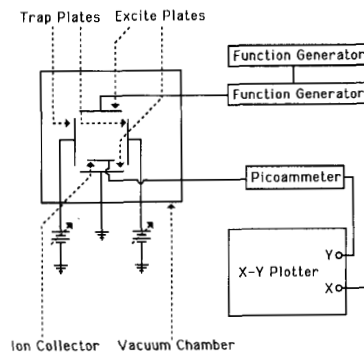 Trap Plates Excite Plates
Function Generator
Function Generator
Picoammeter
Y
X-Y Plotter
X
Ion Collector Vacuum Chamber